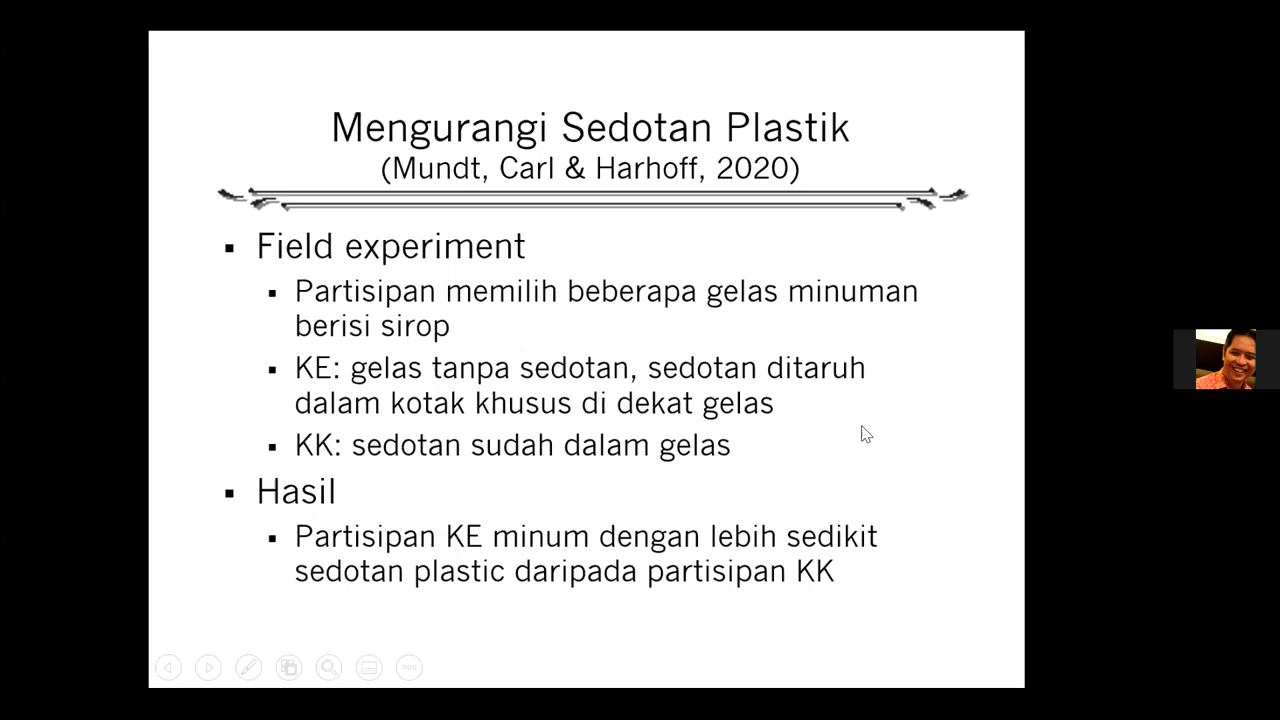 Mengurangi Sedotan Plastik
(Mundt, Carl & Harhoff, 2020)
Field experiment
Partisipan memilih beberapa gelas minuman
berisi sirop
KE: gelas tanpa sedotan, sedotan ditaruh
dalam kotak khusus di dekat gelas
KK: sedotan sudah dalam gelas
Hasil
Partisipan KE minum dengan lebih sedikit
sedotan plastic daripada partisipan KK